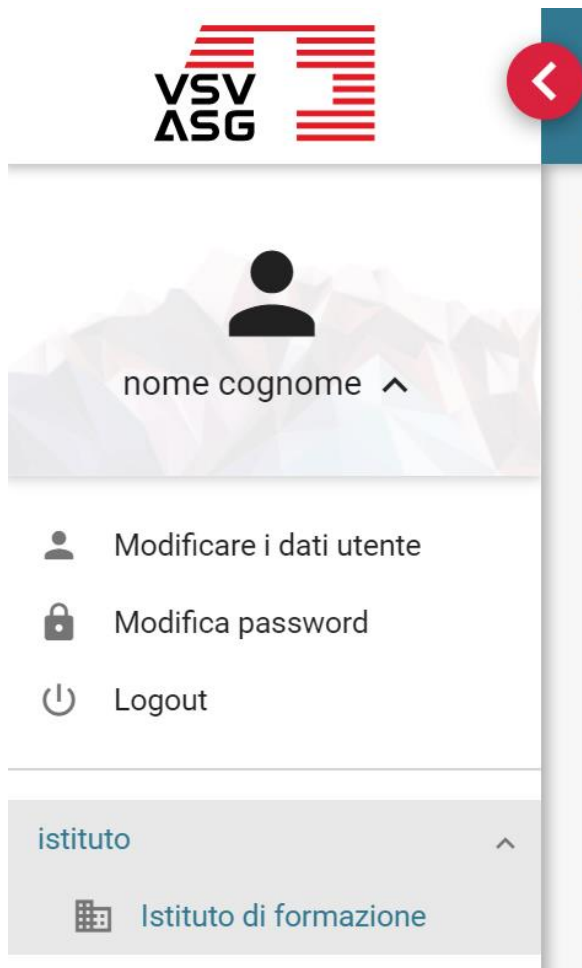 VSV
ASG
nome cognome
Modificare i dati utente
Modifica password
Logout
istituto
Istituto di formazione